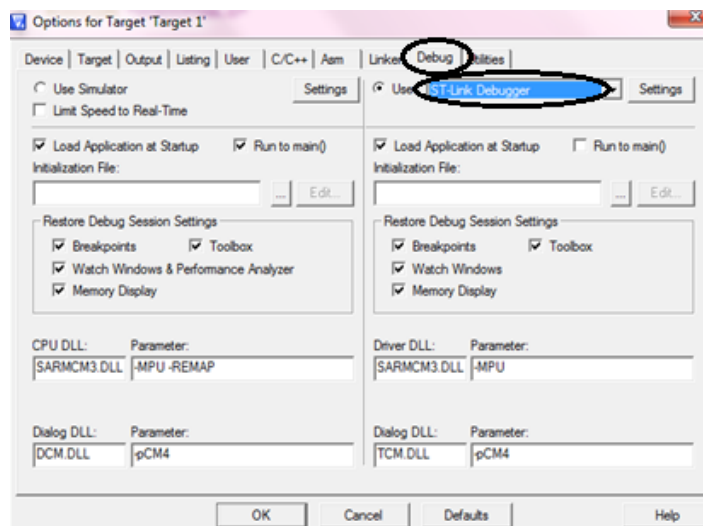 Options for Target 'Target 1'
Device Target Output Listing User C/C++ Asm Linker Debug Utilities
Use Simulator Settings
Limit Speed to Real-Time
Use ST-Link Debugger Settings
Load Application at Startup Run to main()
Initialization File:
... Edit...
Load Application at Startup Run to main()
Initialization File:
... Edit...
Restore Debug Session Settings
Breakpoints Toolbox
Watch Windows & Performance Analyzer
Memory Display
Restore Debug Session Settings
Breakpoints Toolbox
Watch Windows
Memory Display
CPU DLL: Parameter:
SARMCM3.DLL -MPU -REMAP
Driver DLL: Parameter:
SARMCM3.DLL -MPU
Dialog DLL: Parameter:
DCM.DLL -pCM4
Dialog DLL: Parameter:
TCM.DLL -pCM4
OK Cancel Defaults Help